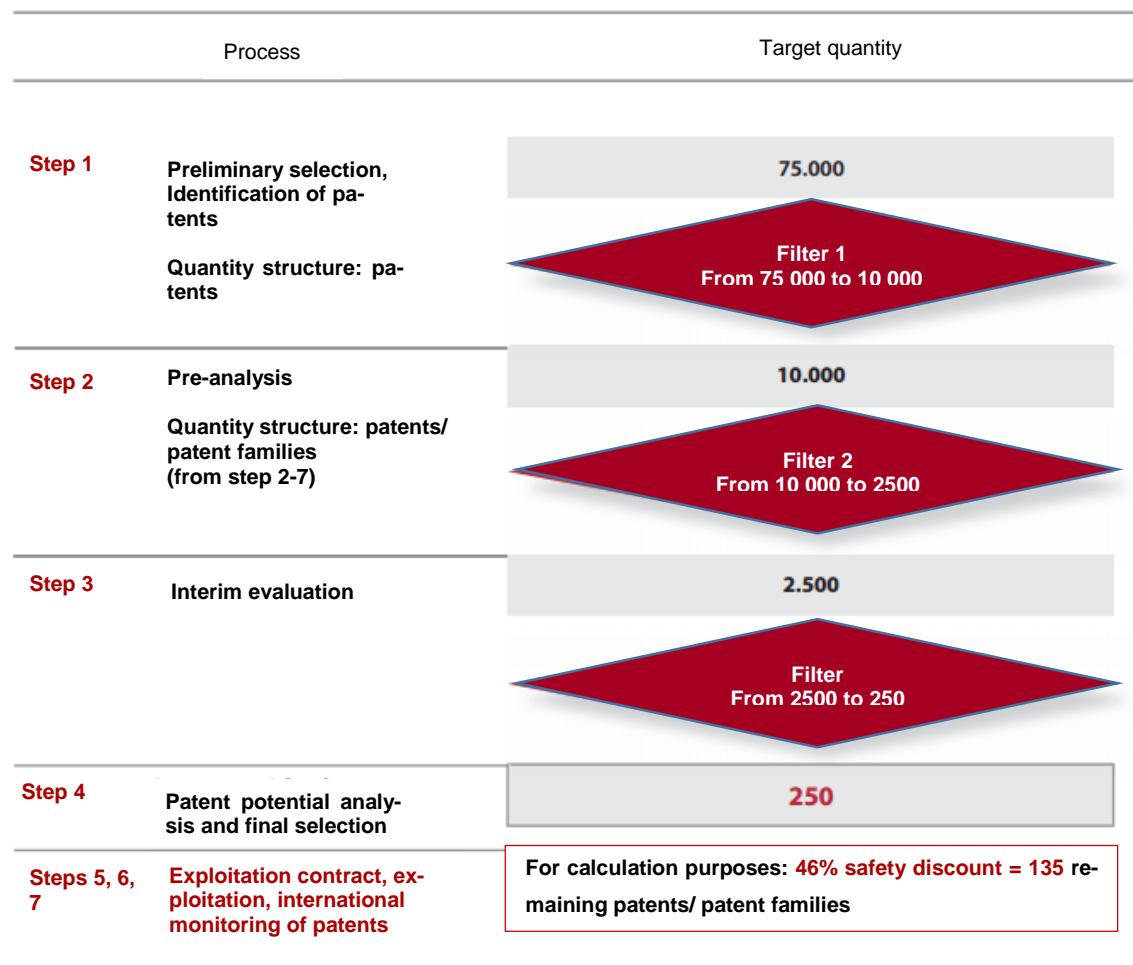 Process
Target quantity
Step 1
Preliminary selection,
Identification of pa-
tents
Quantity structure: pa-
tents
75.000
Filter 1
From 75 000 to 10 000
Step 2
Pre-analysis
Quantity structure: patents/
patent families
(from step 2-7)
10.000
Filter 2
From 10 000 to 2500
Step 3
Interim evaluation
2.500
Filter
From 2500 to 250
Step 4
Patent potential analy-
sis and final selection
250
Steps 5, 6,
7
Exploitation contract, ex-
ploitation, international
monitoring of patents
For calculation purposes: 46% safety discount = 135 re-
maining patents/ patent families